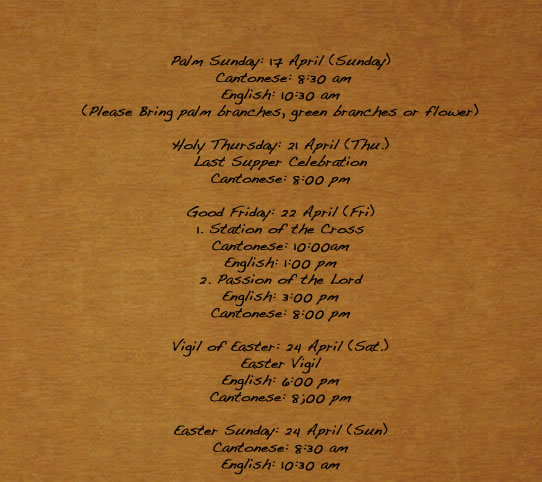 Palm Sunday: 17 April (Sunday)
Cantonese: 8:30 am
English: 10:30 am
(Please Bring palm branches, green branches or flower)
Holy Thursday: 21 April (Thu.)
Last Supper Celebration
Cantonese: 8:00 pm
Good Friday: 22 April (Fri)
1. Station of the Cross
Cantonese: 10:00am
English: 1:00 pm
2. Passion of the Lord
English: 3:00 pm
Cantonese: 8:00 pm
Vigil of Easter: 24 April (Sat.)
Easter Vigil
English: 6:00 pm
Cantonese: 8;00 pm
Easter Sunday: 24 April (Sun)
Cantonese: 8:30 am
English: 10:30 am